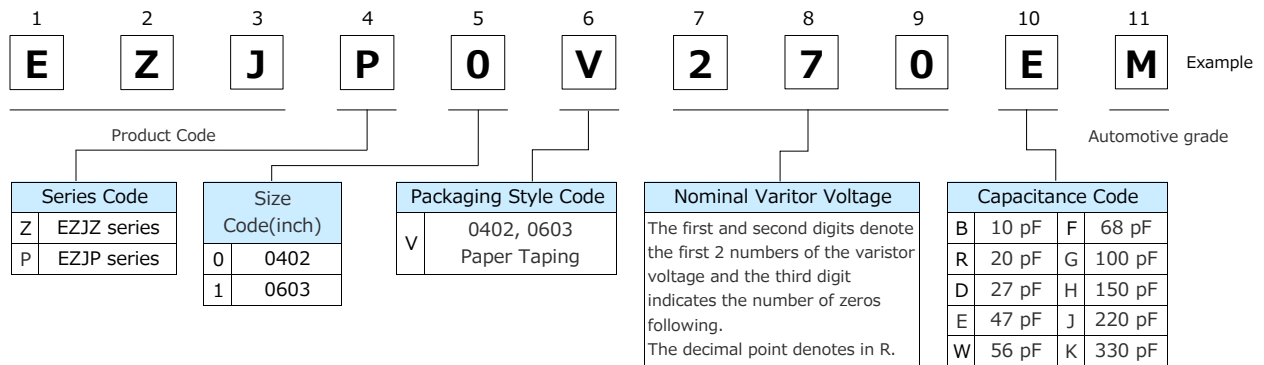 1 2 3 4 5 6 7 8 9 10 11
E Z J P 0 V 2 7 0 E M Example
Product Code
Automotive grade
Series Code
Z EZJZ series
P EZJP series
Size
Code(inch)
0 0402
1 0603
Packaging Style Code
V 0402, 0603
Paper Taping
Nominal Varitor Voltage
The first and second digits denote
the first 2 numbers of the varistor
voltage and the third digit
indicates the number of zeros
following.
The decimal point denotes in R.
Capacitance Code
B 10 pF F 68 pF
R 20 pF G 100 pF
D 27 pF H 150 pF
E 47 pF J 220 pF
W 56 pF K 330 pF